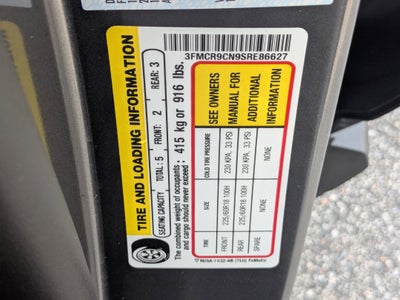 3FMCR9CN9SRE86627
TIRE AND LOADING INFORMATION
SEATING CAPACITY TOTAL: 5 FRONT: 2 REAR: 3
The combined weight of occupants
and cargo should never exceed: 415 kg or 916 lbs.
TIRE SIZE COLD TIRE PRESSURE
FRONT 225/60R18 100H 230 KPA, 33 PSI
REAR 225/60R18 100H 230 KPA, 33 PSI
SPARE NONE NONE
SEE OWNERS
MANUAL FOR
ADDITIONAL
INFORMATION